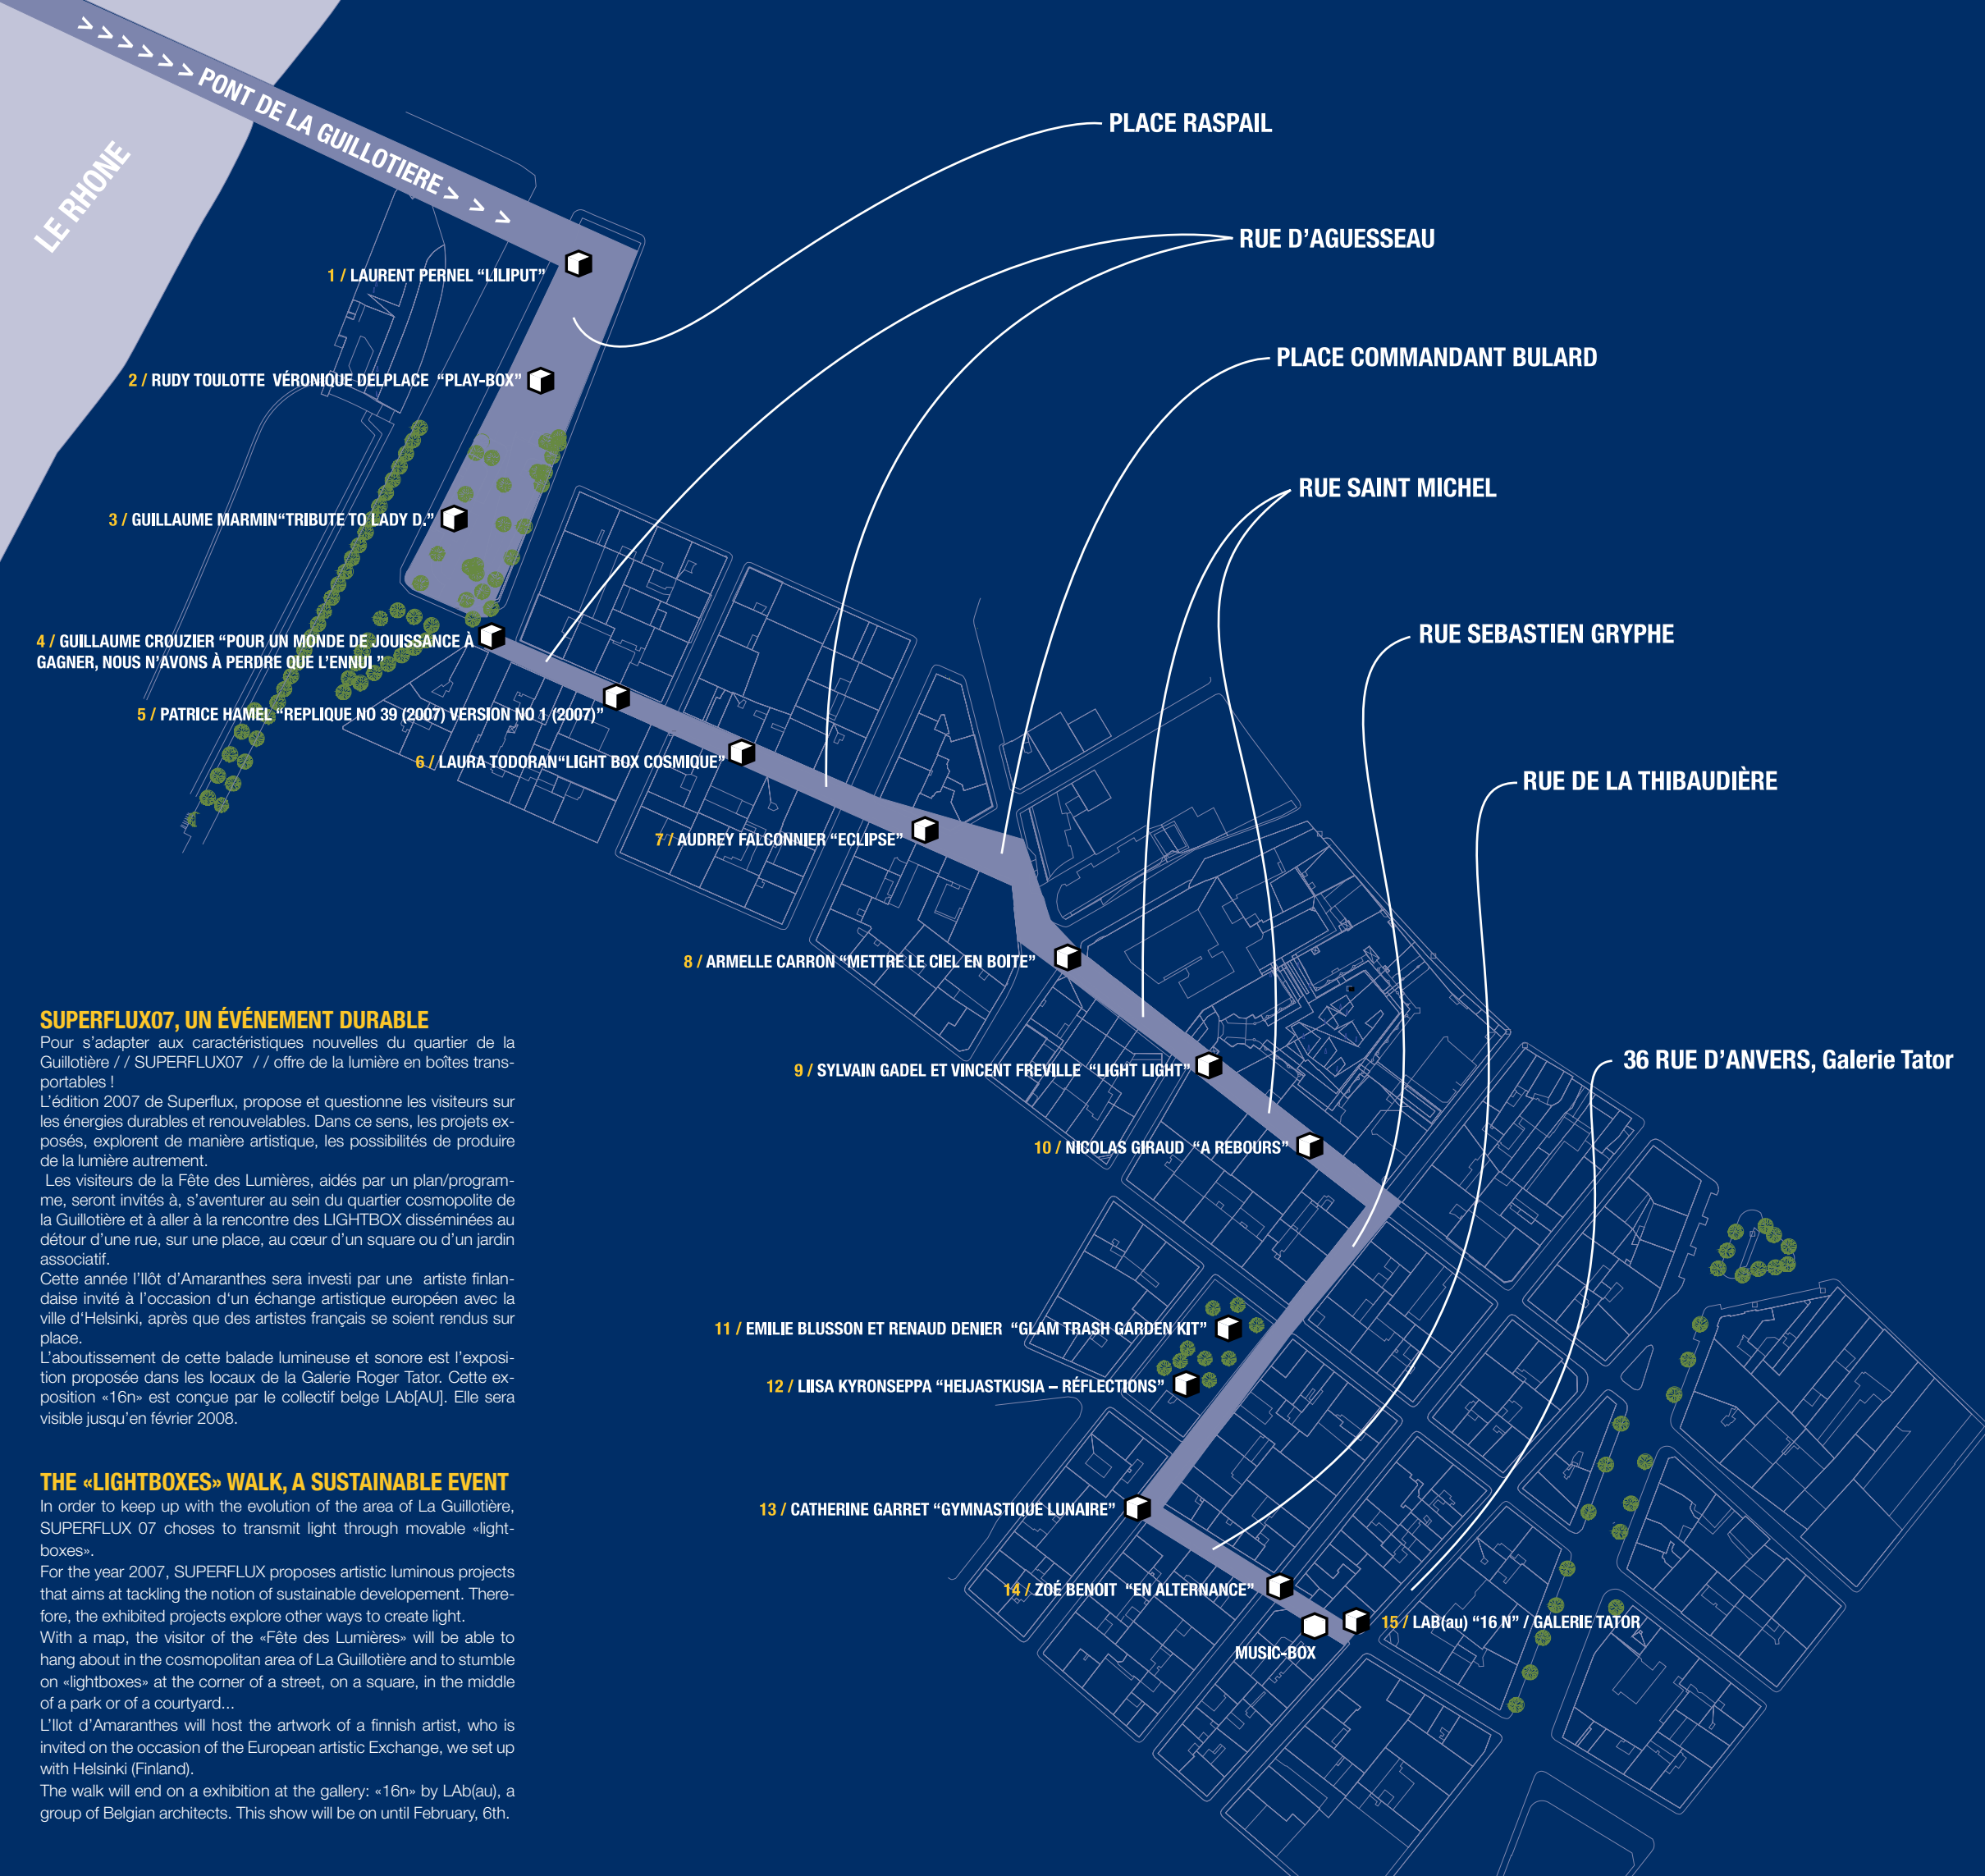 > > > > > > PONT DE LA GUILLOTIERE > > >
LE RHONE
PLACE RASPAIL
RUE D’AGUESSEAU
PLACE COMMANDANT BULARD
RUE SAINT MICHEL
RUE SEBASTIEN GRYPHE
RUE DE LA THIBAUDIÈRE
36 RUE D’ANVERS, Galerie Tator
1 / LAURENT PERNEL “LILIPUT”
2 / RUDY TOULOTTE VÉRONIQUE DELPLACE “PLAY-BOX”
3 / GUILLAUME MARMIN“TRIBUTE TO LADY D.”
4 / GUILLAUME CROUZIER “POUR UN MONDE DE JOUISSANCE À
GAGNER, NOUS N’AVONS À PERDRE QUE L’ENNUI ”
5 / PATRICE HAMEL “REPLIQUE NO 39 (2007) VERSION NO 1 (2007)”
6 / LAURA TODORAN“LIGHT BOX COSMIQUE”
7 / AUDREY FALCONNIER “ECLIPSE”
8 / ARMELLE CARRON “METTRE LE CIEL EN BOITE”
9 / SYLVAIN GADEL ET VINCENT FREVILLE “LIGHT LIGHT”
10 / NICOLAS GIRAUD “A REBOURS”
11 / EMILIE BLUSSON ET RENAUD DENIER “GLAM TRASH GARDEN KIT”
12 / LIISA KYRONSEPPA “HEIJASTKUSIA – RÉFLECTIONS”
13 / CATHERINE GARRET “GYMNASTIQUE LUNAIRE”
14 / ZOÉ BENOIT “EN ALTERNANCE”
15 / LAB(au) “16 N” / GALERIE TATOR
MUSIC-BOX
SUPERFLUX07, UN ÉVÉNEMENT DURABLE
Pour s’adapter aux caractéristiques nouvelles du quartier de la
Guillotière / / SUPERFLUX07 / / offre de la lumière en boîtes trans-
portables !
L’édition 2007 de Superflux, propose et questionne les visiteurs sur
les énergies durables et renouvelables. Dans ce sens, les projets ex-
posés, explorent de manière artistique, les possibilités de produire
de la lumière autrement.
Les visiteurs de la Fête des Lumières, aidés par un plan/program-
me, seront invités à, s’aventurer au sein du quartier cosmopolite de
la Guillotière et à aller à la rencontre des LIGHTBOX disséminées au
détour d’une rue, sur une place, au cœur d’un square ou d’un jardin
associatif.
Cette année l’Ilôt d’Amaranthes sera investi par une artiste finlan-
daise invité à l’occasion d‘un échange artistique européen avec la
ville d‘Helsinki, après que des artistes français se soient rendus sur
place.
L’aboutissement de cette balade lumineuse et sonore est l’exposi-
tion proposée dans les locaux de la Galerie Roger Tator. Cette ex-
position «16n» est conçue par le collectif belge LAb[AU]. Elle sera
visible jusqu’en février 2008.
THE «LIGHTBOXES» WALK, A SUSTAINABLE EVENT
In order to keep up with the evolution of the area of La Guillotière,
SUPERFLUX 07 choses to transmit light through movable «light-
boxes».
For the year 2007, SUPERFLUX proposes artistic luminous projects
that aims at tackling the notion of sustainable developement. There-
fore, the exhibited projects explore other ways to create light.
With a map, the visitor of the «Fête des Lumières» will be able to
hang about in the cosmopolitan area of La Guillotière and to stumble
on «lightboxes» at the corner of a street, on a square, in the middle
of a park or of a courtyard...
L’Ilot d’Amaranthes will host the artwork of a finnish artist, who is
invited on the occasion of the European artistic Exchange, we set up
with Helsinki (Finland).
The walk will end on a exhibition at the gallery: «16n» by LAb(au), a
group of Belgian architects. This show will be on until February, 6th.